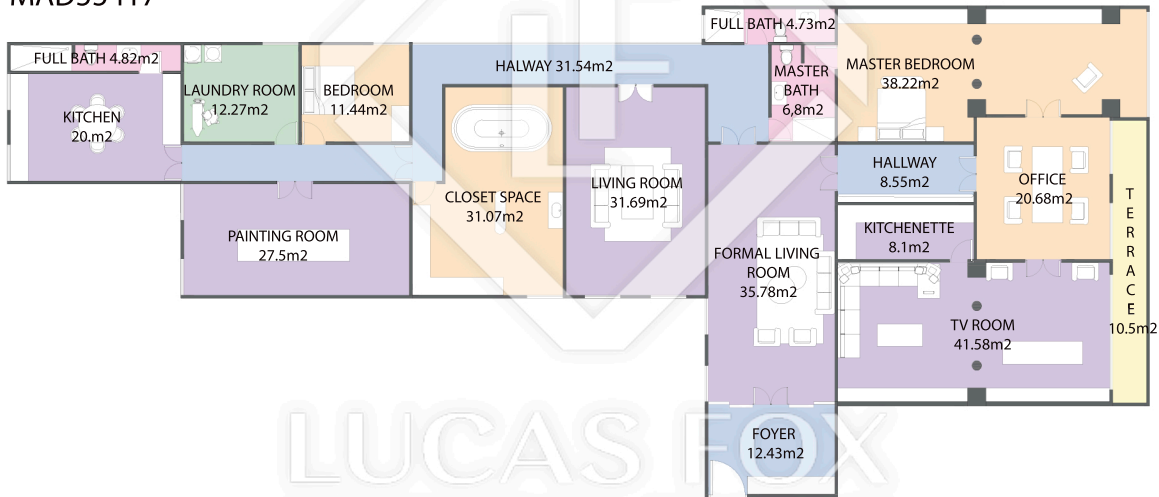 FULL BATH 4.73m2
FULL BATH 4.82m2
LAUNDRY ROOM
12.27m2
BEDROOM
11.44m2
HALWAY 31.54m2
MASTER
BATH
6,8m2
MASTER BEDROOM
38.22m2
KITCHEN
20.m2
CLOSET SPACE
31.07m2
LIVING ROOM
31.69m2
HALLWAY
8.55m2
OFFICE
20.68m2
TERRACE
10.5m2
PAINTING ROOM
27.5m2
KITCHENETTE
8.1m2
FORMAL LIVING
ROOM
35.78m2
TV ROOM
41.58m2
FOYER
12.43m2
LUCAS FOX